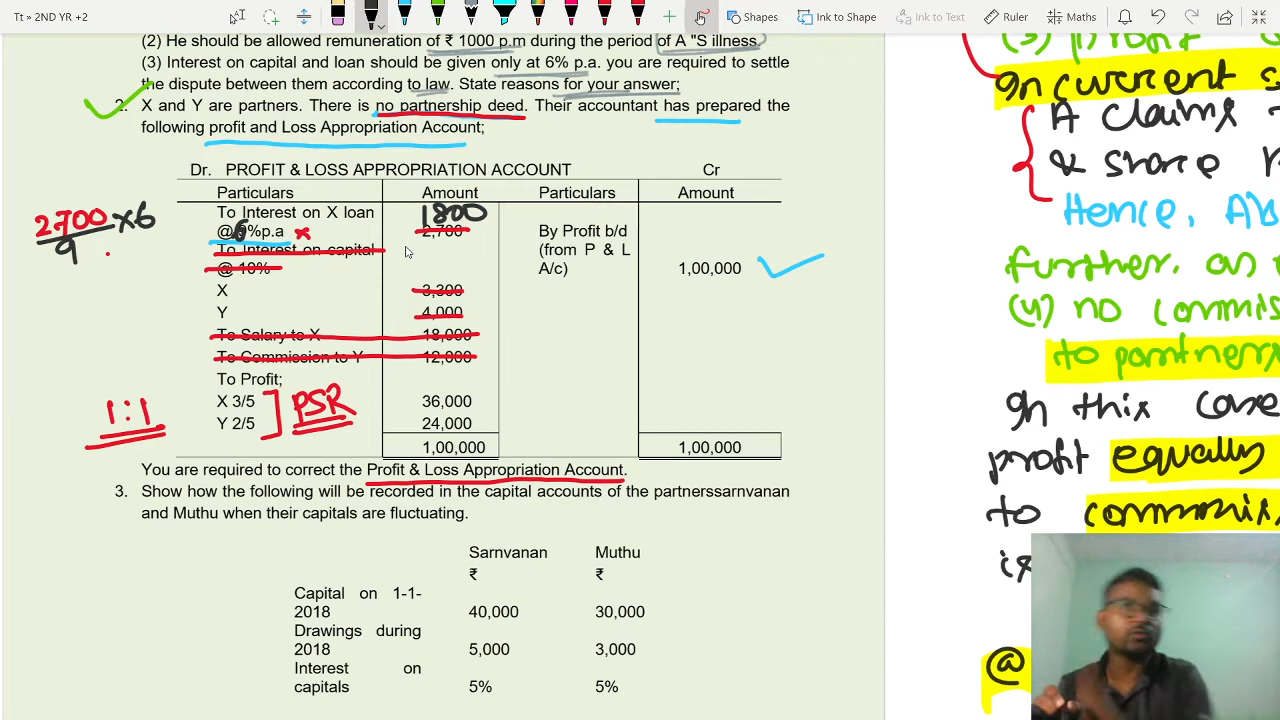 Tt » 2ND YR +2
Shapes
Ink to Shape
Ink to Text
Ruler
Maths
(2) He should be allowed remuneration of ₹ 1000 p.m during the period of A "S illness.
(3) Interest on capital and loan should be given only at 6% p.a. you are required to settle
the dispute between them according to law. State reasons for your answer;
2. X and Y are partners. There is no partnership deed. Their accountant has prepared the
following profit and Loss Appropriation Account;
Dr. PROFIT & LOSS APPROPRIATION ACCOUNT Cr
Particulars Amount Particulars Amount
To Interest on X loan 1800
@ 6%p.a × 2,700 By Profit b/d
To Interest on capital (from P & L
@ 10% A/c) 1,00,000
X 3,300
Y 4,000
To Salary to X 18,000
To Commission to Y 12,000
To Profit;
X 3/5 36,000
Y 2/5 24,000
1,00,000 1,00,000
2700 × 6
9
1:1
PSR
You are required to correct the Profit & Loss Appropriation Account.
3. Show how the following will be recorded in the capital accounts of the partnerssarnvanan
and Muthu when their capitals are fluctuating.
Sarnvanan Muthu
₹ ₹
Capital on 1-1-
2018 40,000 30,000
Drawings during
2018 5,000 3,000
Interest on
capitals 5% 5%
In current
A claims
& share
Hence,
further, as
(4) no commis
to partners
In this case
profit equally
to commis
@